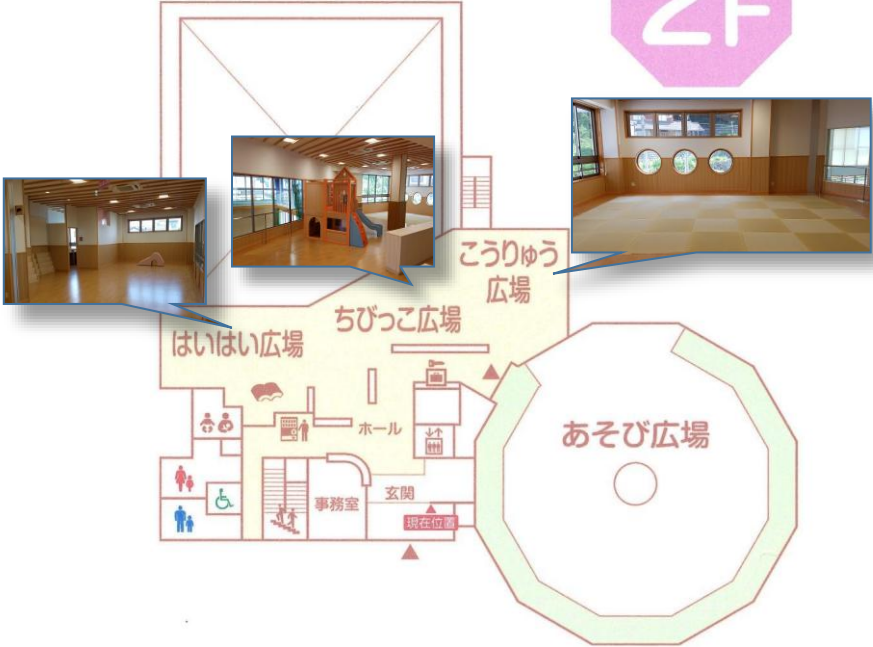 2F
こうりゅう
広場
ちびっこ広場
はいはい広場
あそび広場
ホール
事務室
玄関
現在位置